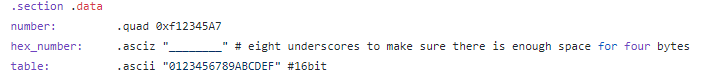 .section .data
number: .quad 0xf12345A7
hex_number: .asciz "________" # eight underscores to make sure there is enough space for four bytes
table: .ascii "0123456789ABCDEF" #16bit